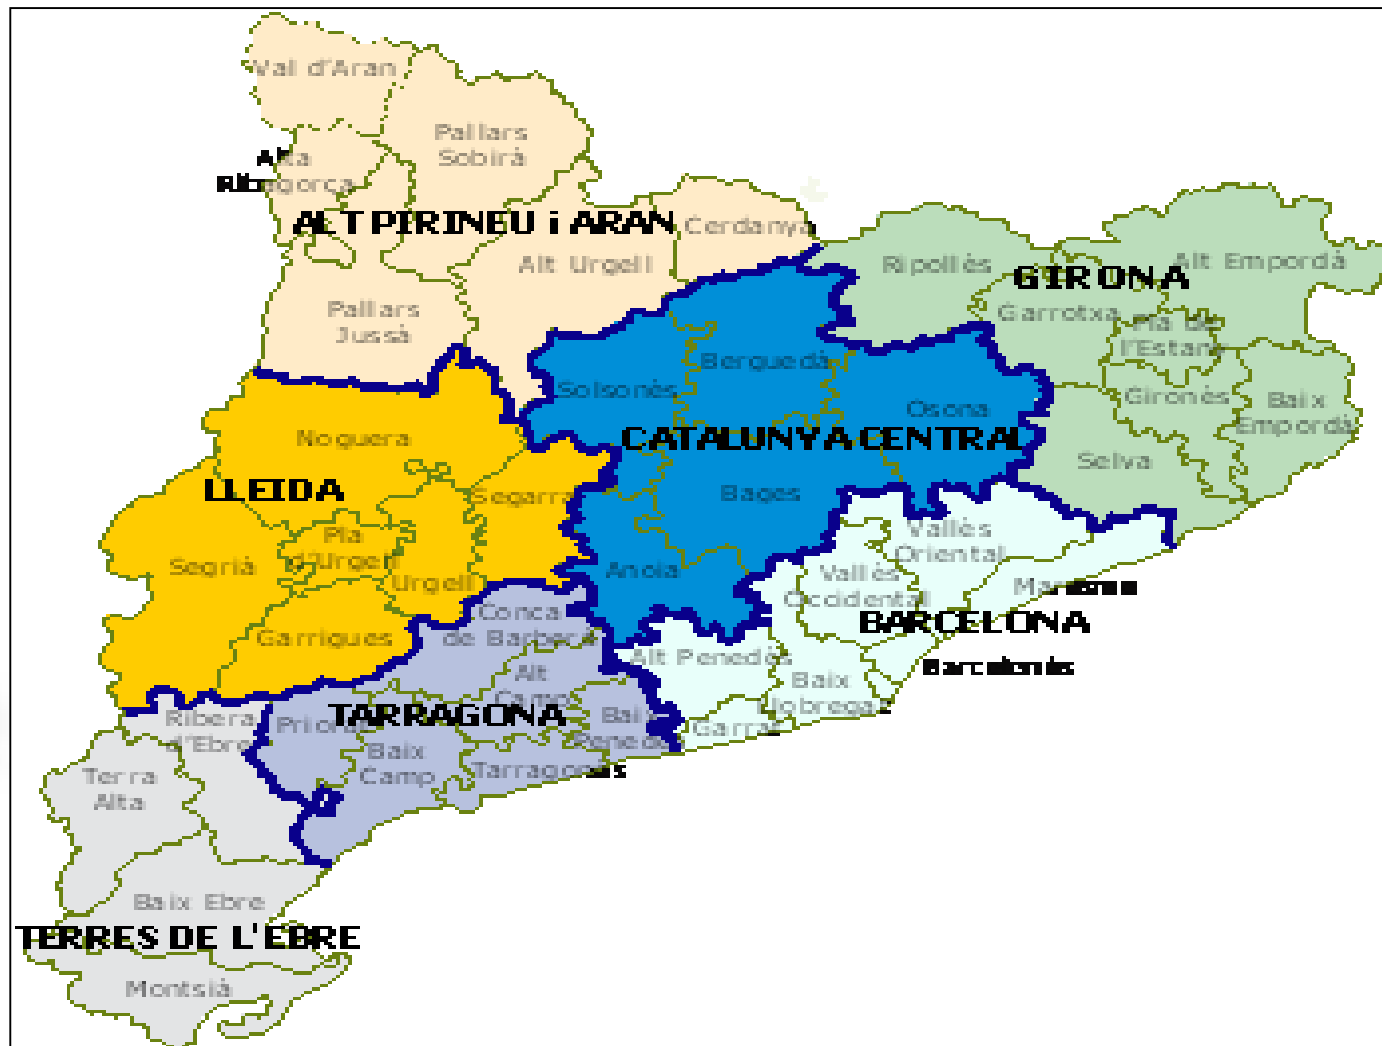 Val d'Aran
Pallars
Sobirà
Alta
Ribagorça
ALT PIRINEU i ARAN
Cerdanya
Alt Urgell
Pallars
Jussà
Ripollès
GIRONA
Alt Empordà
Garrotxa
Pla de
l'Estany
Gironès
Baix
Empordà
Selva
Berguedà
Solsonès
Osona
CATALUNYA CENTRAL
Bages
Anoia
Noguera
LLEIDA
Segarra
Pla
d'Urgell
Segrià
Urgell
Garrigues
Vallès
Oriental
Vallès
Occidental
Maresme
BARCELONA
Barcelonès
Alt Penedès
Baix
Llobregat
Garraf
Conca
de Barberà
Alt
Camp
TARRAGONA
Priorat
Baix
Penedès
Baix
Camp
Tarragonès
Ribera
d'Ebre
Terra
Alta
Baix Ebre
TERRES DE L'EBRE
Montsià